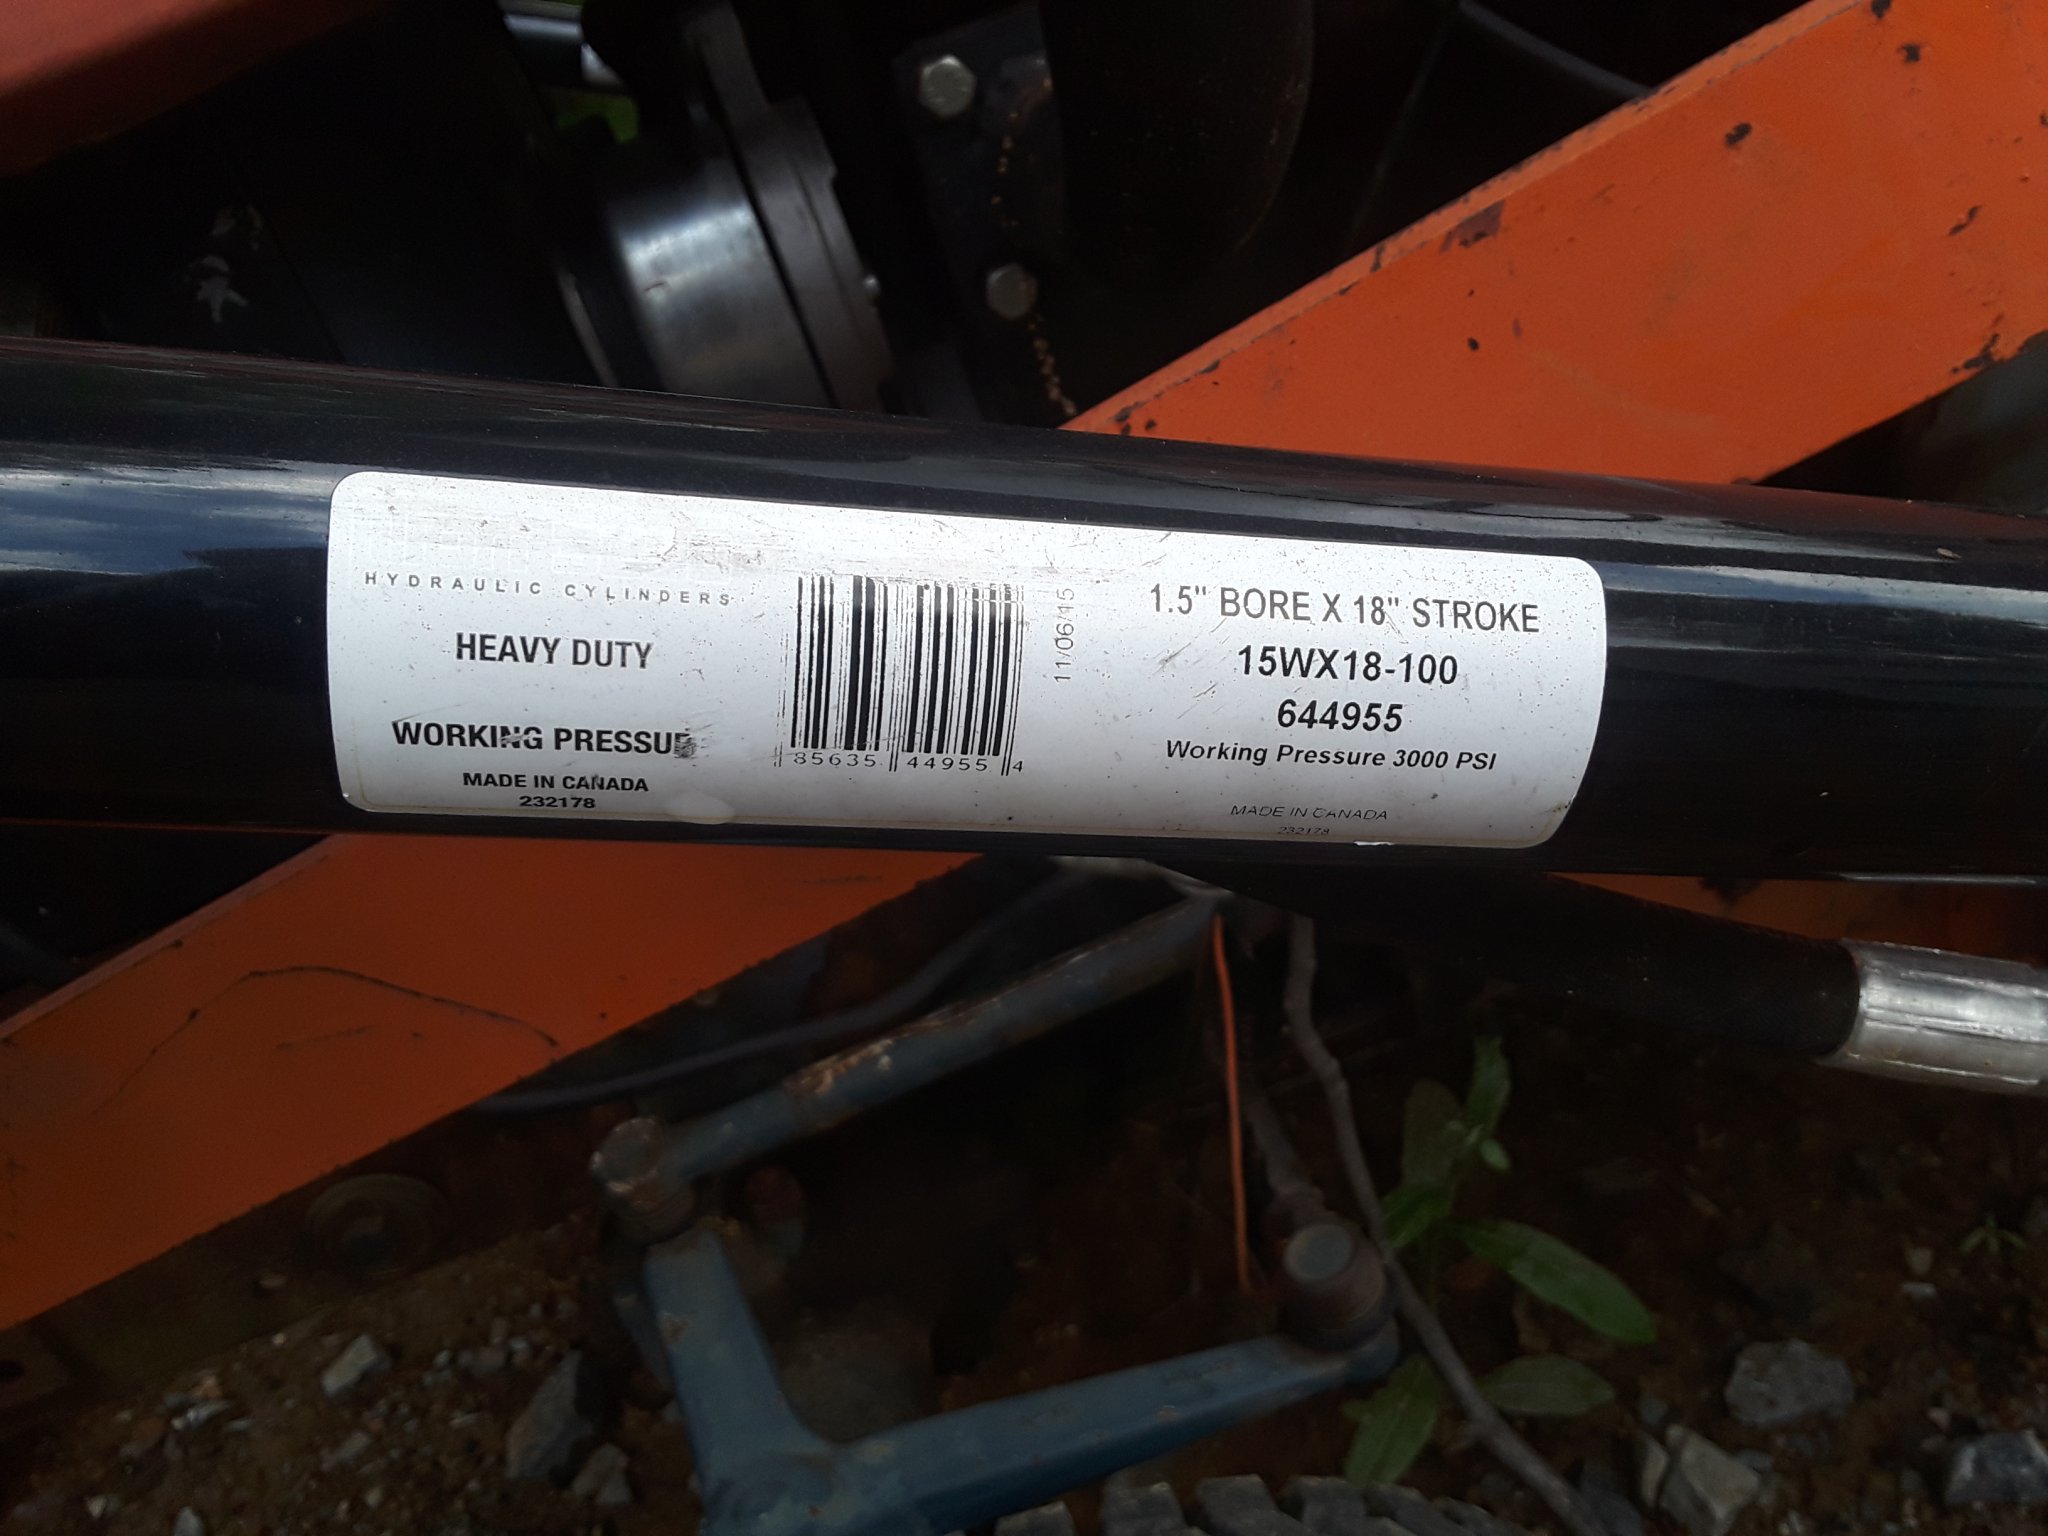 HYDRAULIC CYLINDERS
HEAVY DUTY
WORKING PRESSUR
MADE IN CANADA
232178
85635 44955 4
11/06/15
1.5" BORE X 18" STROKE
15WX18-100
644955
Working Pressure 3000 PSI
MADE IN CANADA
232178